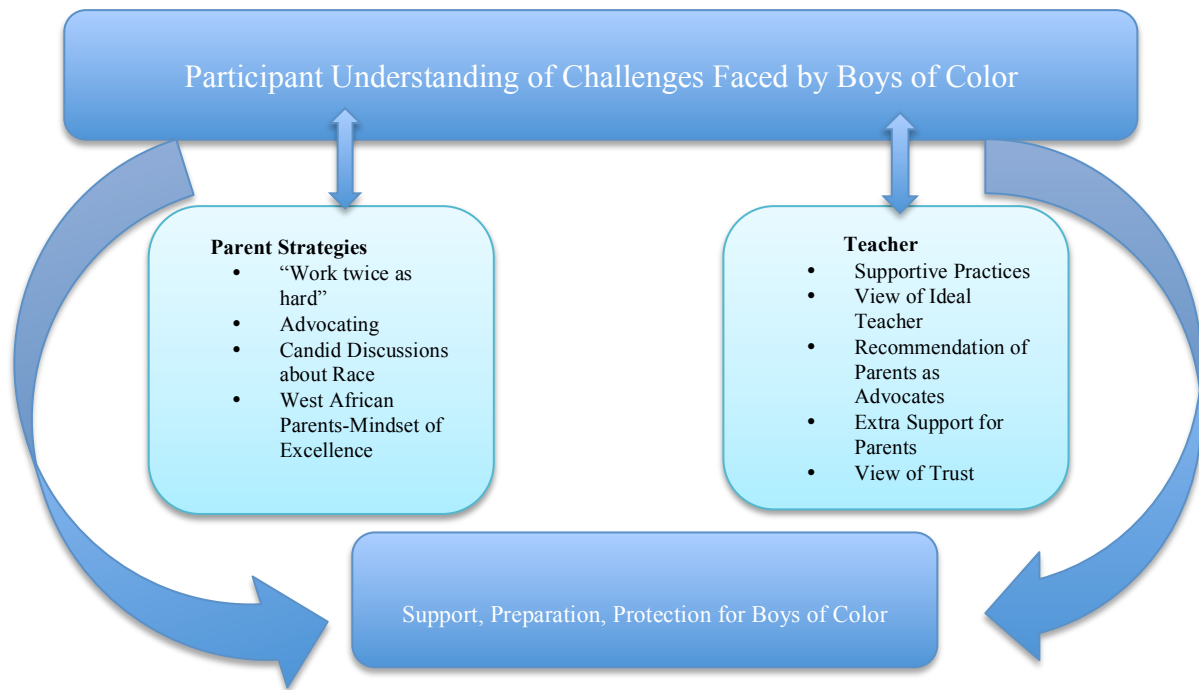 Participant Understanding of Challenges Faced by Boys of Color
Parent Strategies
• “Work twice as
hard”
• Advocating
• Candid Discussions
about Race
• West African
Parents-Mindset of
Excellence
Teacher
• Supportive Practices
• View of Ideal
Teacher
• Recommendation of
Parents as
Advocates
• Extra Support for
Parents
• View of Trust
Support, Preparation, Protection for Boys of Color